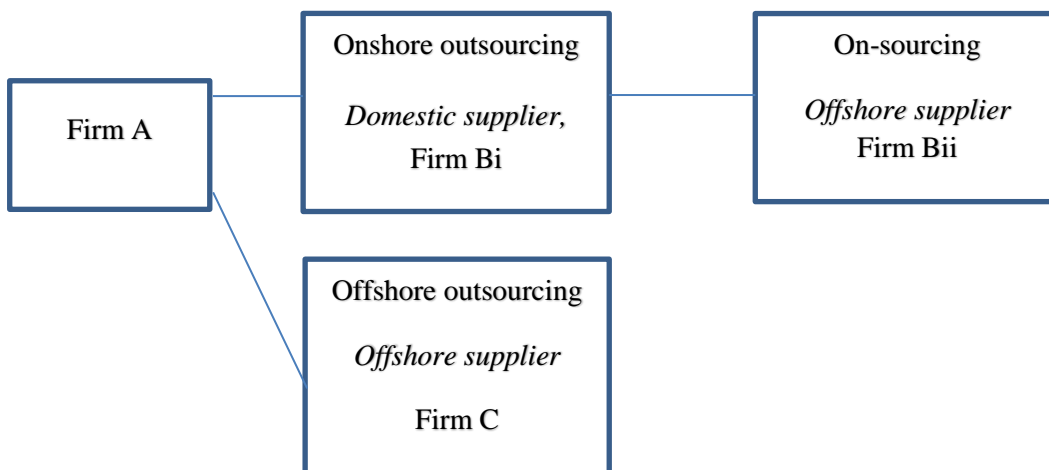 Firm A
Onshore outsourcing
Domestic supplier,
Firm Bi
On-sourcing
Offshore supplier
Firm Bii
Offshore outsourcing
Offshore supplier
Firm C